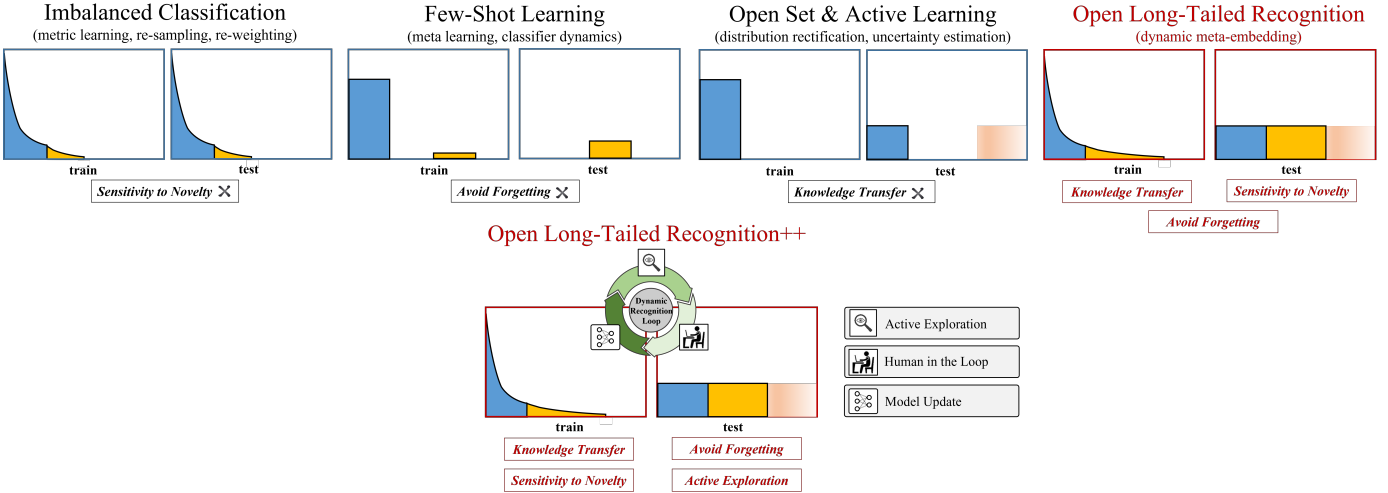 Imbalanced Classification
(metric learning, re-sampling, re-weighting)
train
test
Sensitivity to Novelty
Few-Shot Learning
(meta learning, classifier dynamics)
train
test
Avoid Forgetting
Open Set & Active Learning
(distribution rectification, uncertainty estimation)
train
test
Knowledge Transfer
Open Long-Tailed Recognition
(dynamic meta-embedding)
train
test
Knowledge Transfer
Sensitivity to Novelty
Avoid Forgetting
Open Long-Tailed Recognition++
Dynamic
Recognition
Loop
train
test
Knowledge Transfer
Avoid Forgetting
Sensitivity to Novelty
Active Exploration
Active Exploration
Human in the Loop
Model Update